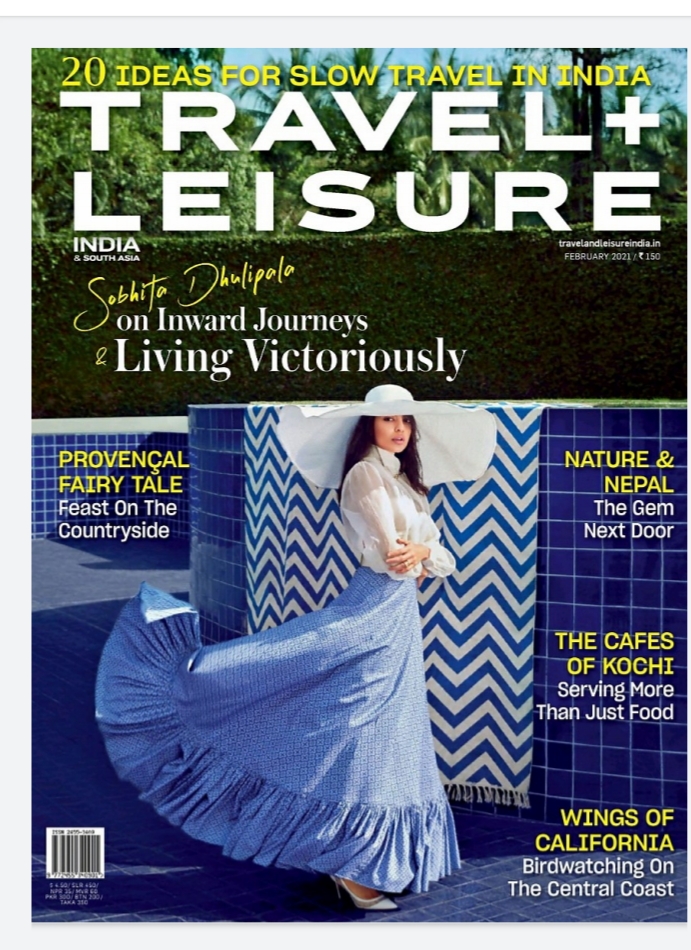 20 IDEAS FOR SLOW TRAVEL IN INDIA
TRAVEL+
LEISURE
INDIA
& SOUTH ASIA
travelandleisureindia.in
FEBRUARY 2021 / ₹ 150
Sobhita Dhulipala
on Inward Journeys
& Living Victoriously
PROVENÇAL
FAIRY TALE
Feast On The
Countryside
NATURE &
NEPAL
The Gem
Next Door
THE CAFES
OF KOCHI
Serving More
Than Just Food
WINGS OF
CALIFORNIA
Birdwatching On
The Central Coast